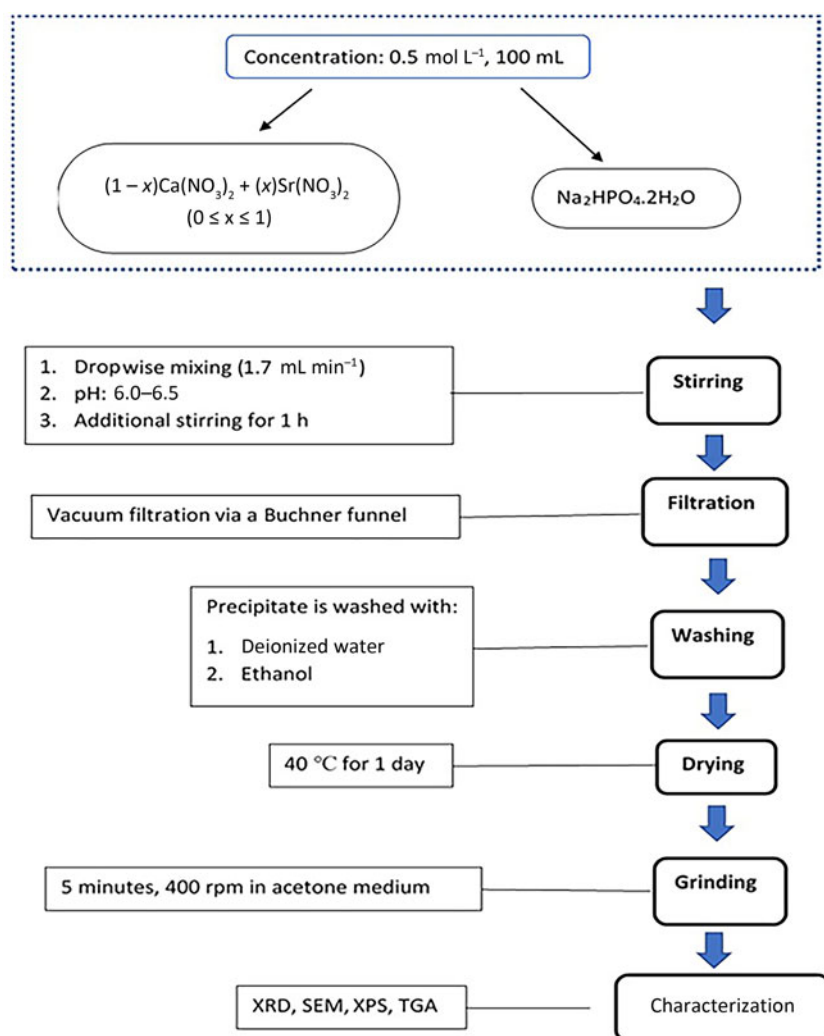 Concentration: 0.5 mol L⁻¹, 100 mL
(1 – x)Ca(NO₃)₂ + (x)Sr(NO₃)₂
(0 ≤ x ≤ 1)
Na₂HPO₄.2H₂O
1. Dropwise mixing (1.7 mL min⁻¹)
2. pH: 6.0–6.5
3. Additional stirring for 1 h
Stirring
Vacuum filtration via a Buchner funnel
Filtration
Precipitate is washed with:
1. Deionized water
2. Ethanol
Washing
40 °C for 1 day
Drying
5 minutes, 400 rpm in acetone medium
Grinding
XRD, SEM, XPS, TGA
Characterization